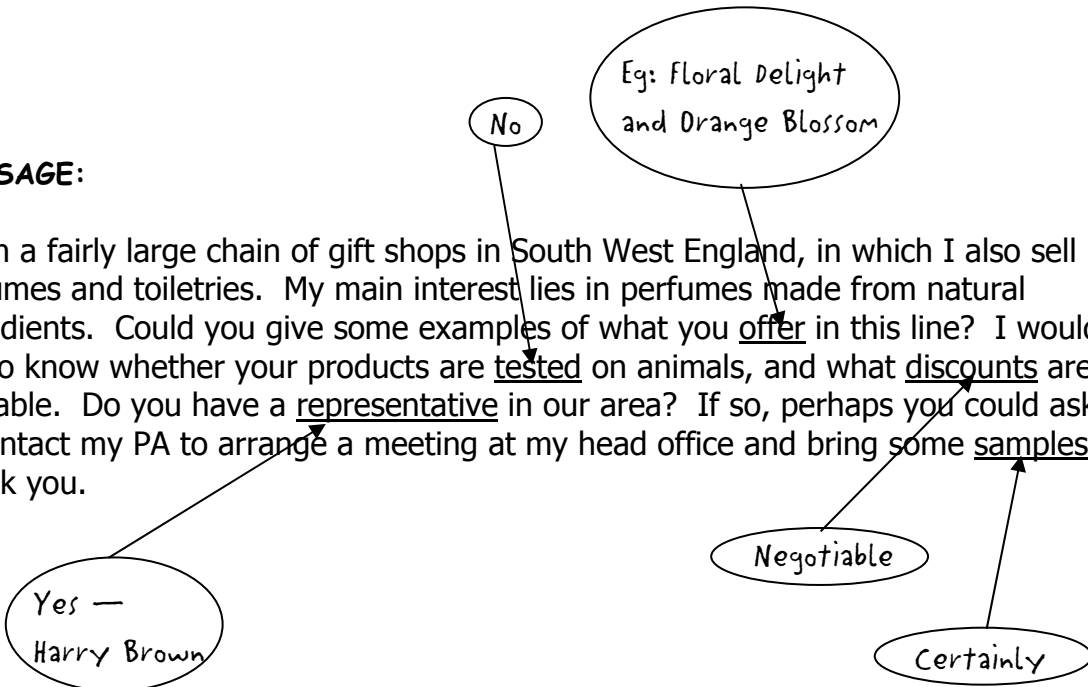 Eg: Floral Delight
and Orange Blossom
No
SAGE:
a fairly large chain of gift shops in South West England, in which I also sell
umes and toiletries. My main interest lies in perfumes made from natural
dients. Could you give some examples of what you offer in this line? I would
o know whether your products are tested on animals, and what discounts are
able. Do you have a representative in our area? If so, perhaps you could ask
ntact my PA to arrange a meeting at my head office and bring some samples
k you.
Negotiable
Yes –
Harry Brown
Certainly